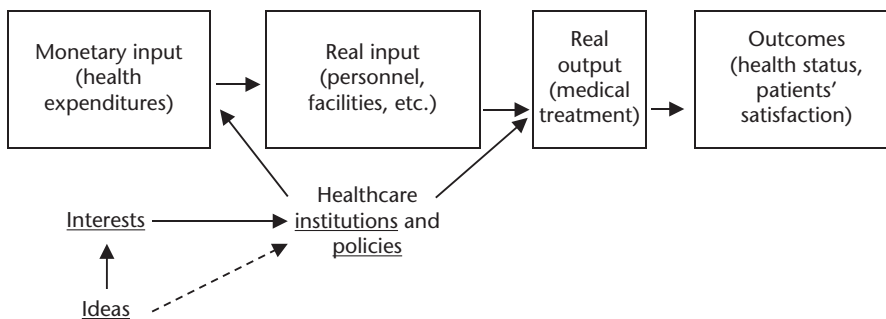 Monetary input
(health
expenditures)
Real input
(personnel,
facilities, etc.)
Real
output
(medical
treatment)
Outcomes
(health status,
patients’
satisfaction)
Healthcare
institutions and
policies
Interests
Ideas